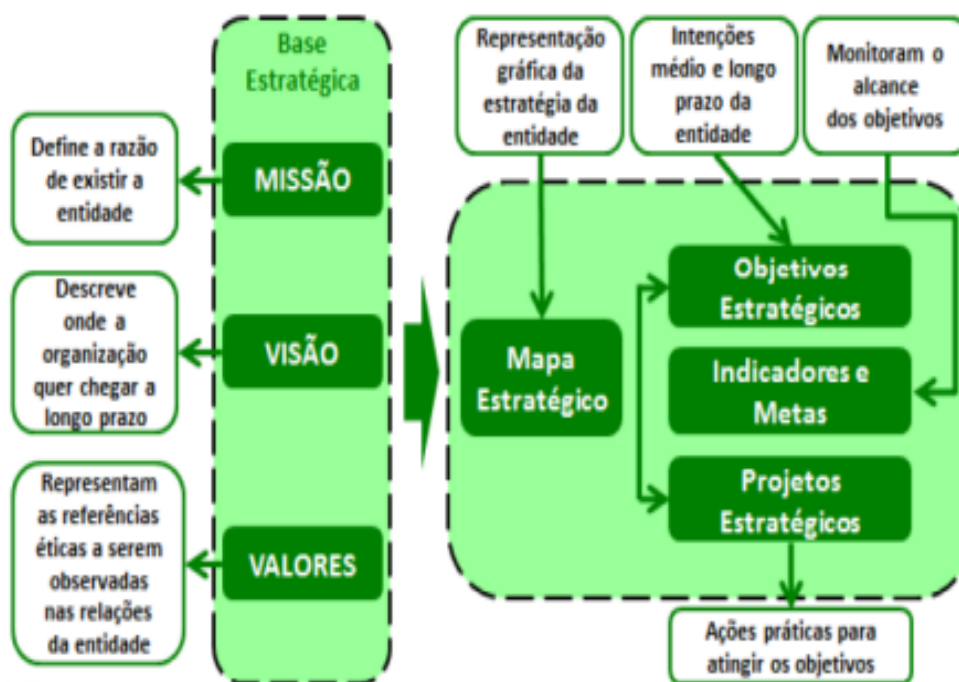 Base
Estratégica
Define a razão
de existir a
entidade
MISSÃO
Descreve
onde a
organização
quer chegar a
longo prazo
VISÃO
Representam
as referências
éticas a serem
observadas
nas relações
da entidade
VALORES
Representação
gráfica da
estratégia da
entidade
Intenções
médio e longo
prazo da
entidade
Monitoram o
alcance
dos objetivos
Mapa
Estratégico
Objetivos
Estratégicos
Indicadores e
Metas
Projetos
Estratégicos
Ações práticas para
atingir os objetivos